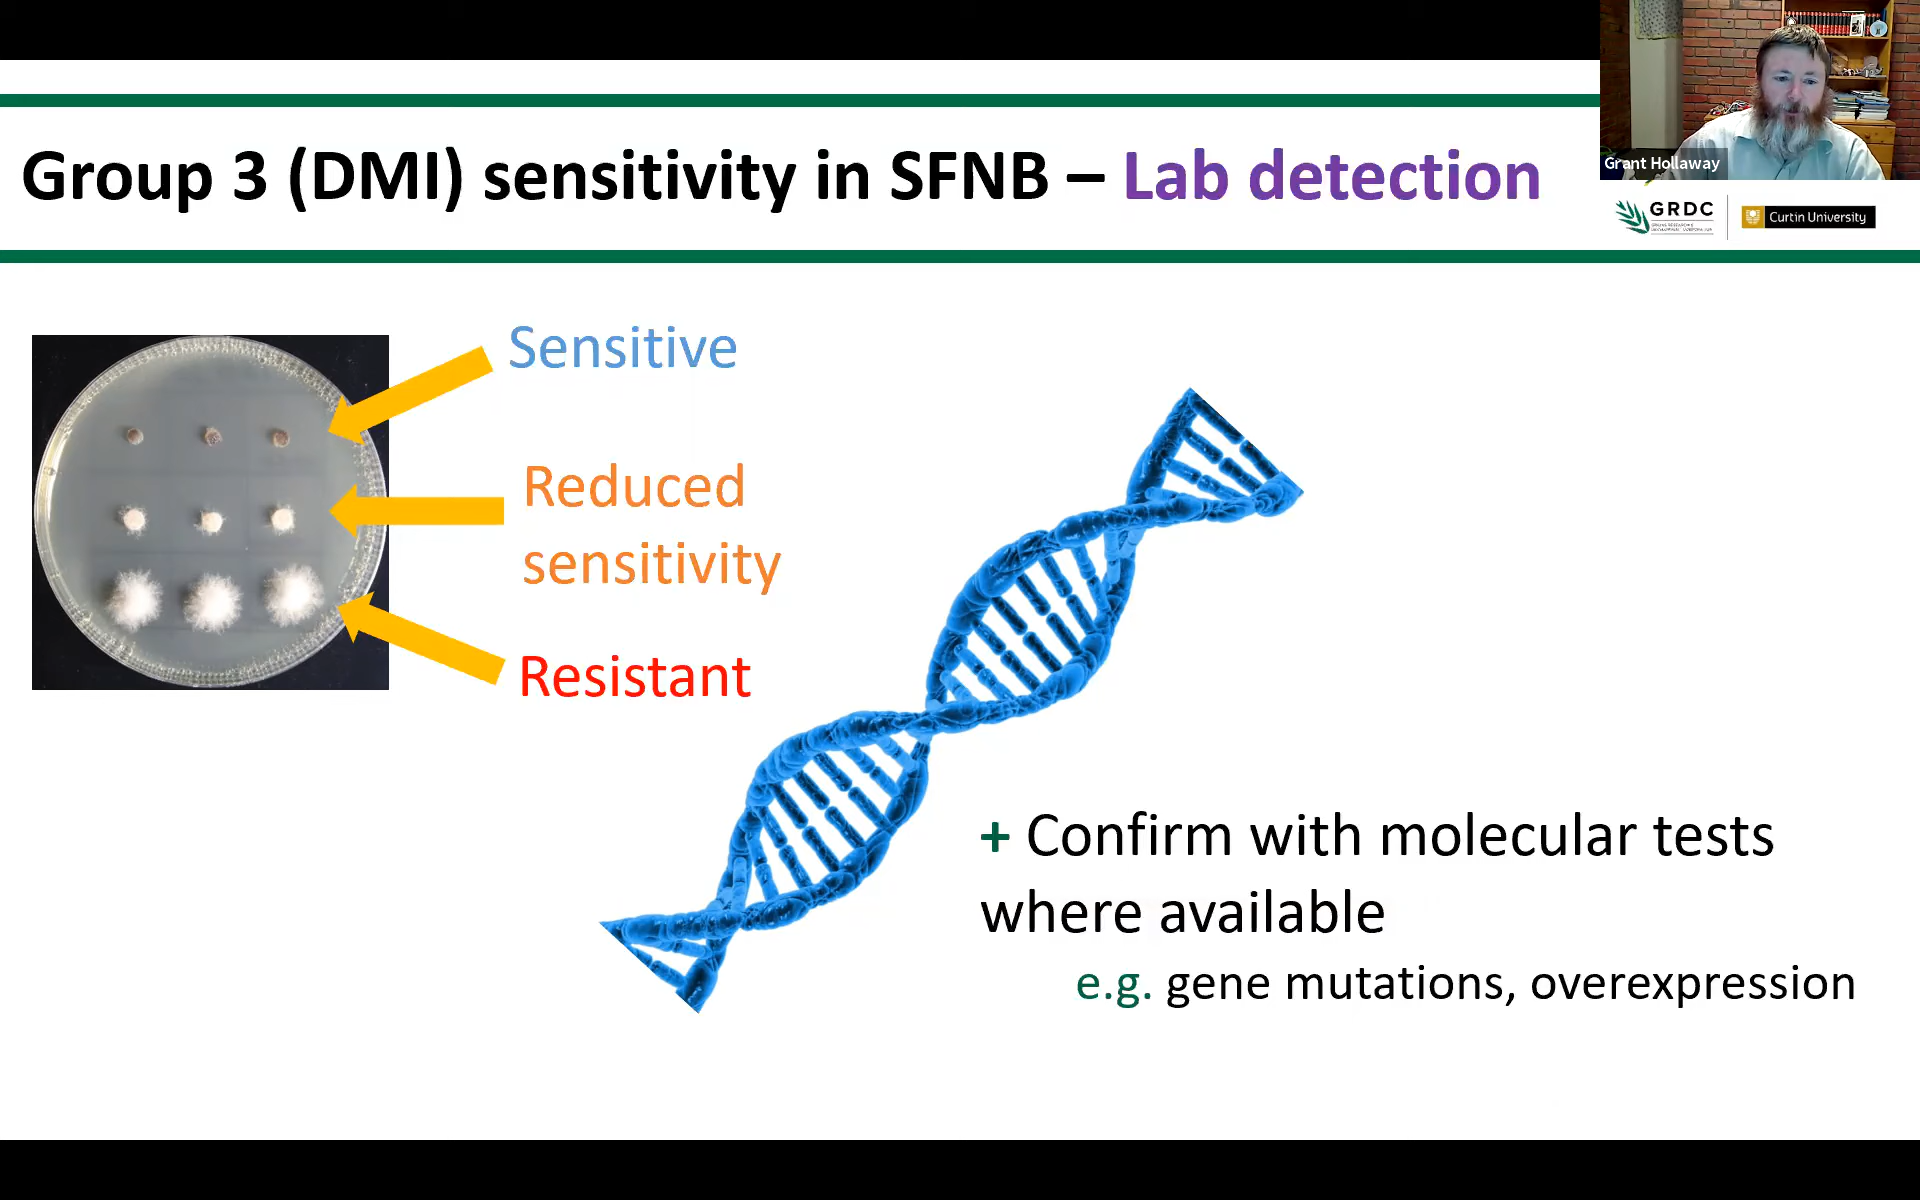 Group 3 (DMI) sensitivity in SFNB – Lab detection
Grant Hollaway
GRDC
Curtin University
Sensitive
Reduced
sensitivity
Resistant
+ Confirm with molecular tests
where available
e.g. gene mutations, overexpression